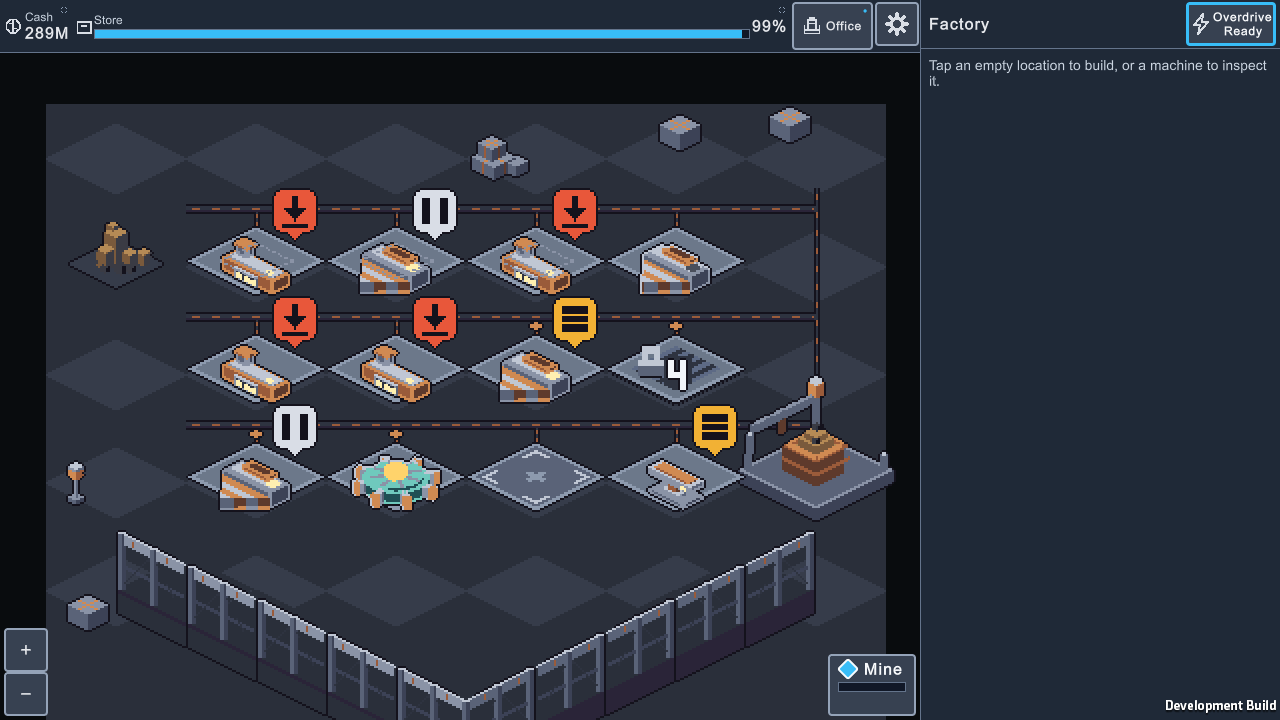 Cash
289M
Store
99%
Office
Factory
Overdrive
Ready
Tap an empty location to build, or a machine to inspect
it.
4
+
−
Mine
Development Build